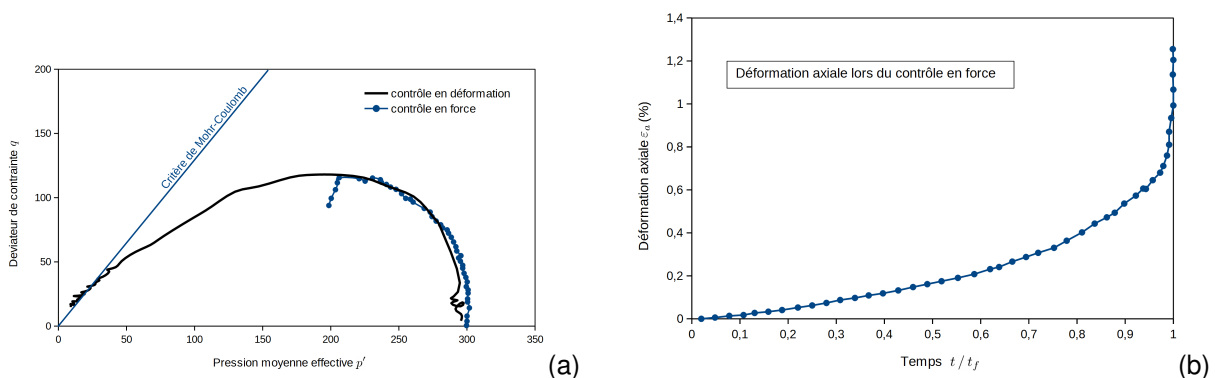 200
150
100
50
0
0 50 100 150 200 250 300 350
Deviateur de contrainte q
Pression moyenne effective p′
Critère de Mohr-Coulomb
contrôle en déformation
contrôle en force
(a)
1,4
1,2
1
0,8
0,6
0,4
0,2
0
0 0,1 0,2 0,3 0,4 0,5 0,6 0,7 0,8 0,9 1
Déformation axiale εa (%)
Temps t/tf
Déformation axiale lors du contrôle en force
(b)